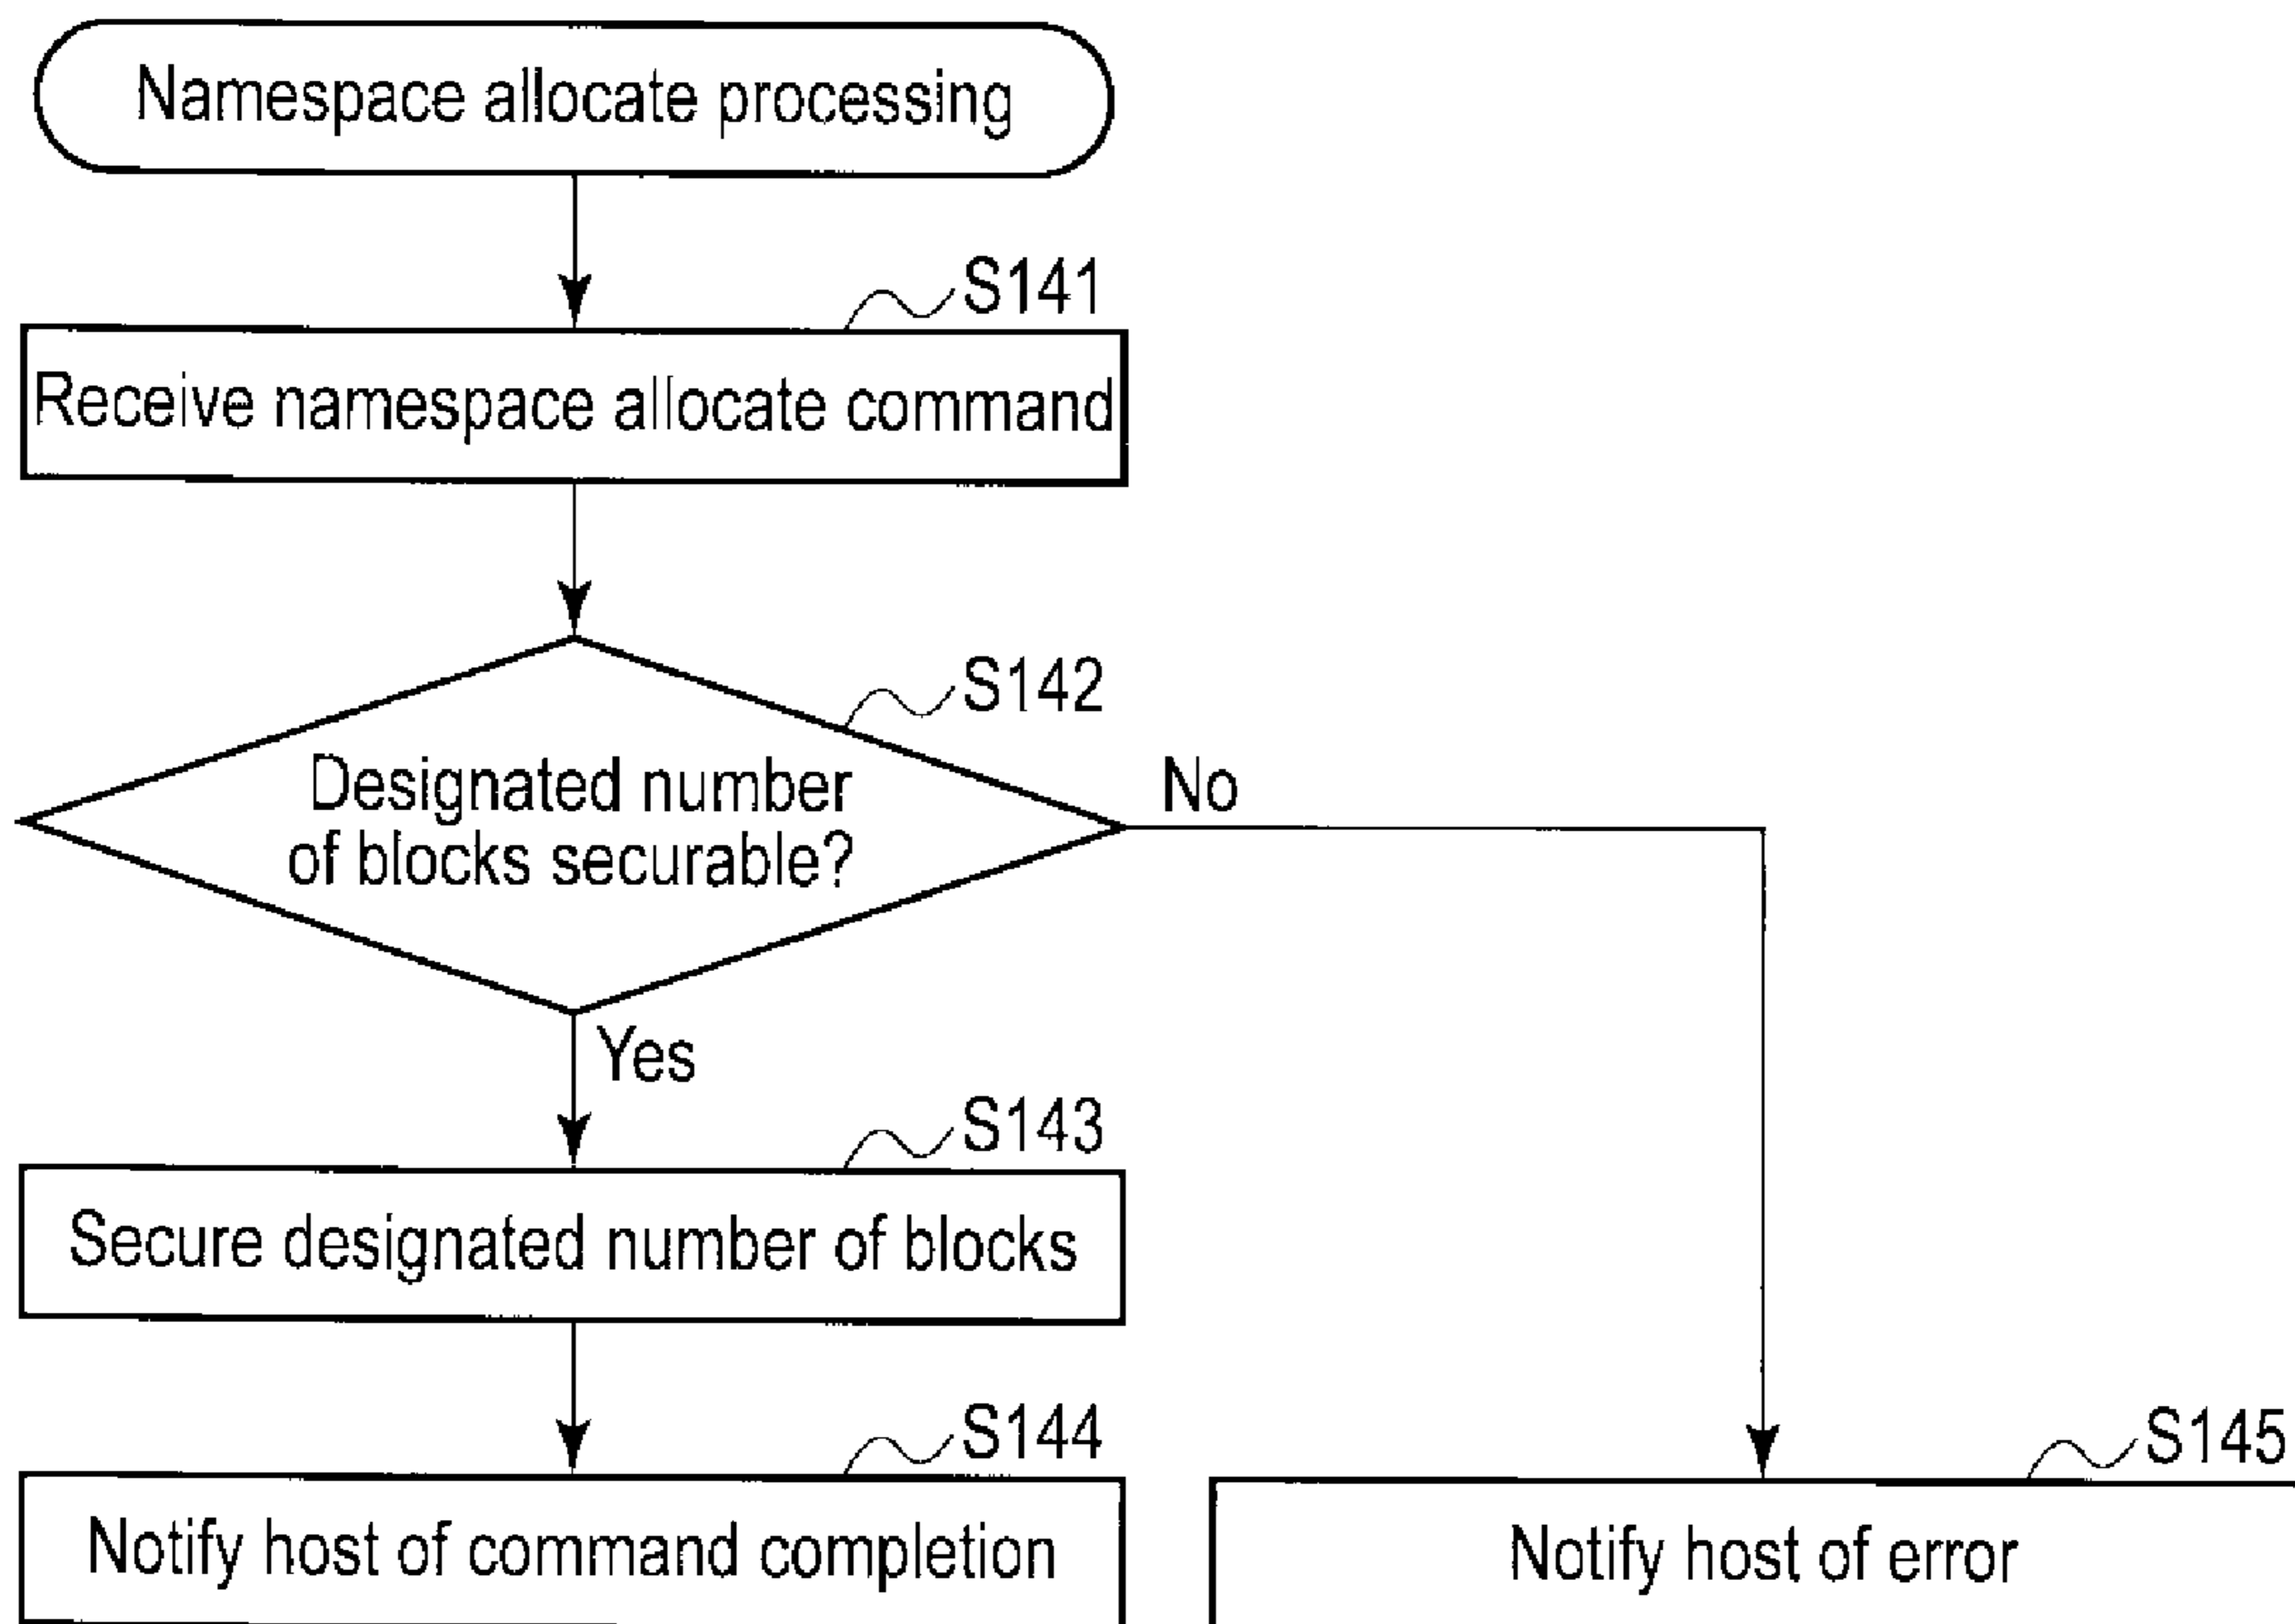 Namespace allocate processing
S141
Receive namespace allocate command
S142
Designated number
of blocks securable?
No
Yes
S143
Secure designated number of blocks
S144
Notify host of command completion
S145
Notify host of error